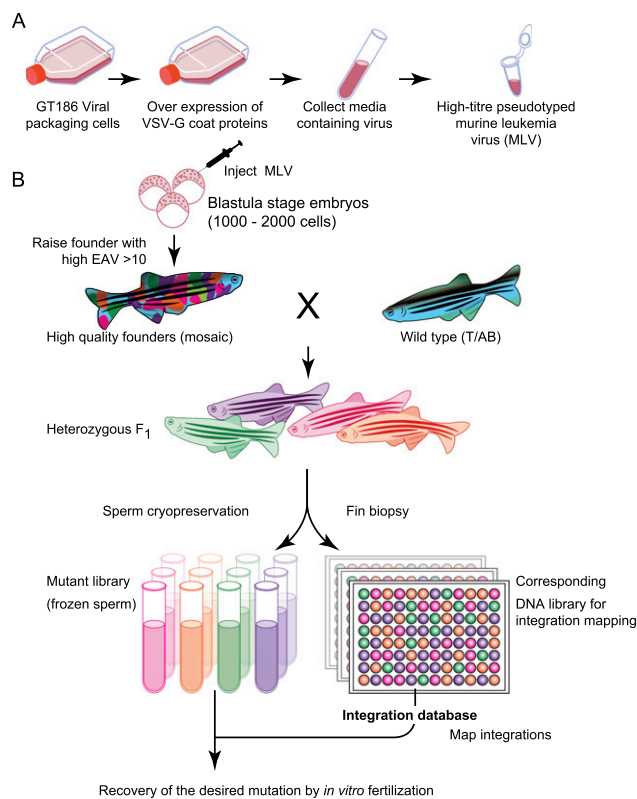 A
GT186 Viral
packaging cells
Over expression of
VSV-G coat proteins
Collect media
containing virus
High-titre pseudotyped
murine leukemia
virus (MLV)
B
Inject MLV
Blastula stage embryos
(1000 - 2000 cells)
Raise founder with
high EAV >10
High quality founders (mosaic)
X
Wild type (T/AB)
Heterozygous F1
Sperm cryopreservation
Fin biopsy
Mutant library
(frozen sperm)
Corresponding
DNA library for
integration mapping
Integration database
Map integrations
Recovery of the desired mutation by in vitro fertilization